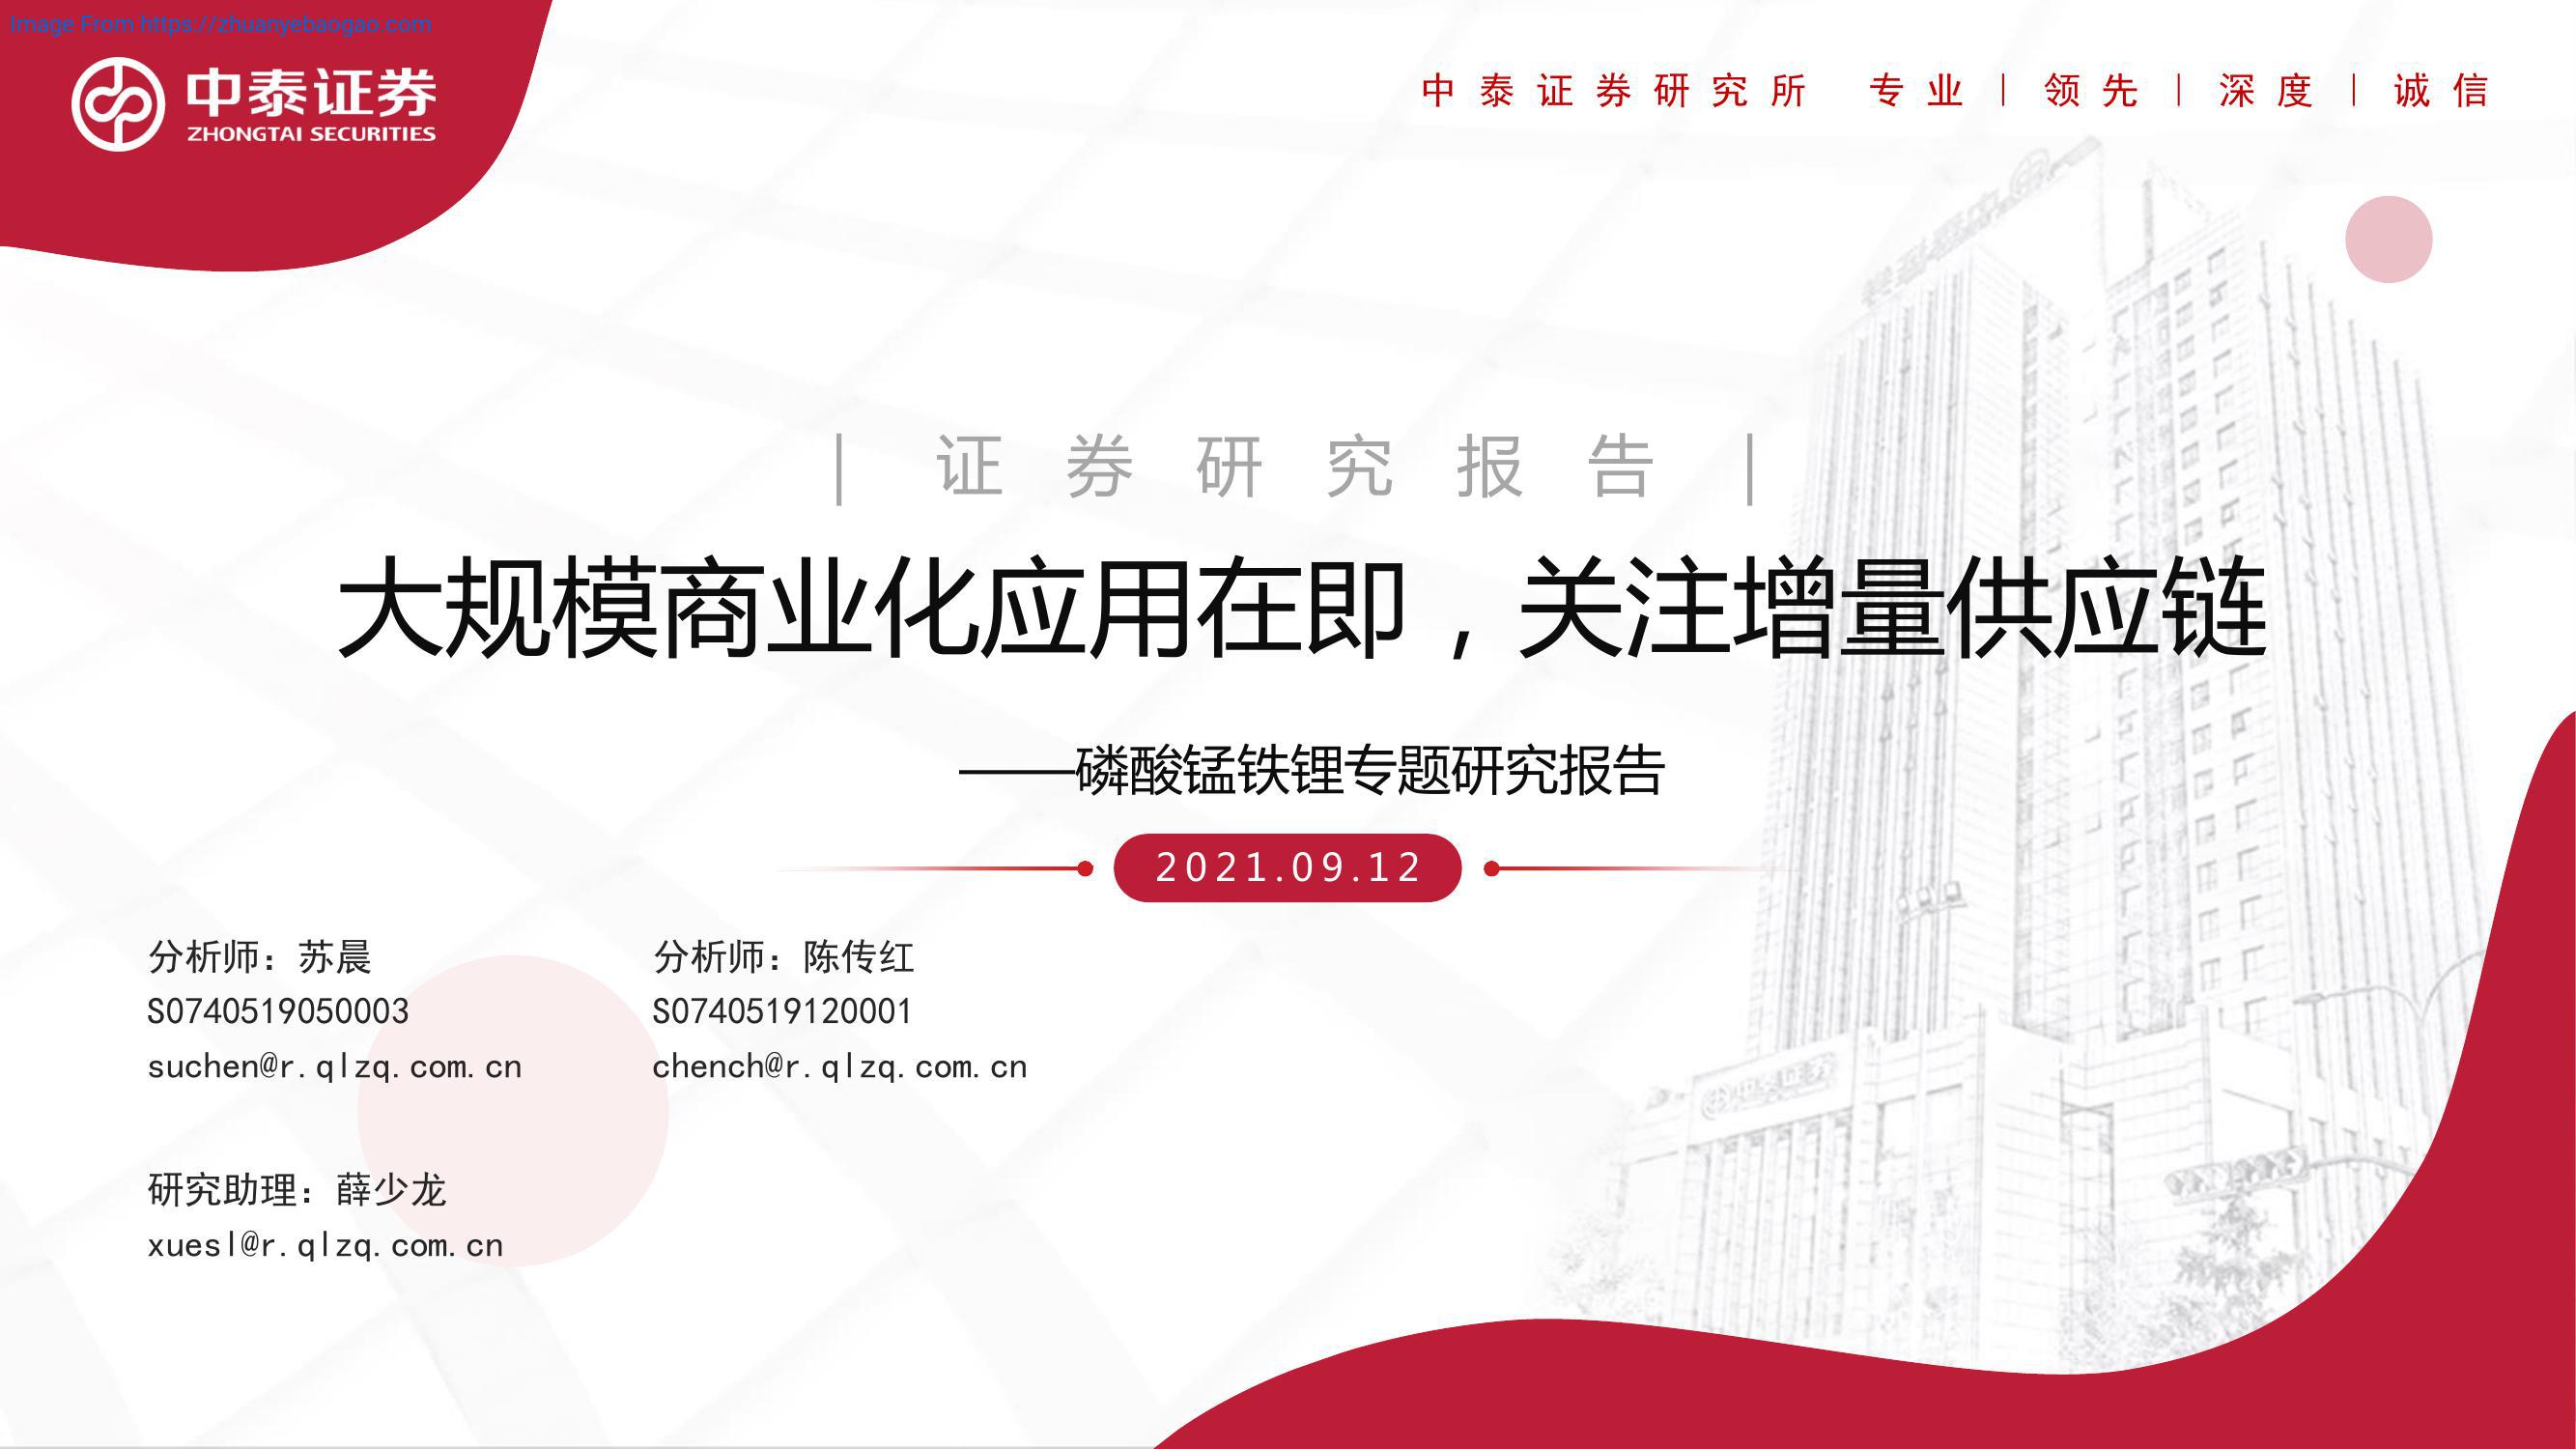 Image From https://zhuanyebaogao.com
中泰证券
ZHONGTAI SECURITIES
中泰证券研究所 专业|领先|深度|诚信
| 证券研究报告 |
大规模商业化应用在即，关注增量供应链
——磷酸锰铁锂专题研究报告
2021.09.12
分析师：苏晨
S0740519050003
suchen@r.qlzq.com.cn
分析师：陈传红
S0740519120001
chench@r.qlzq.com.cn
研究助理：薛少龙
xuesl@r.qlzq.com.cn
中泰证券